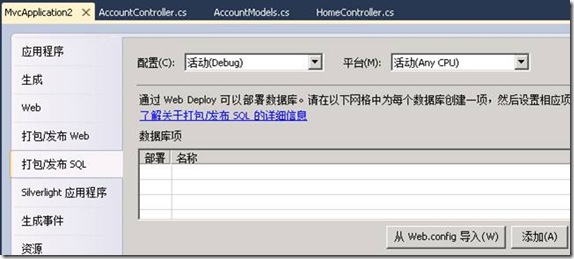 MvcApplication2 AccountController.cs AccountModels.cs HomeController.cs
应用程序
配置(C): 活动(Debug) 平台(M): 活动(Any CPU)
生成
Web
通过 Web Deploy 可以部署数据库。请在以下网格中为每个数据库创建一项，然后设置相应项
了解关于打包/发布 SQL 的详细信息
打包/发布 Web
数据库项
打包/发布 SQL
部署 名称
Silverlight 应用程序
生成事件
从 Web.config 导入(W) 添加(A)
资源